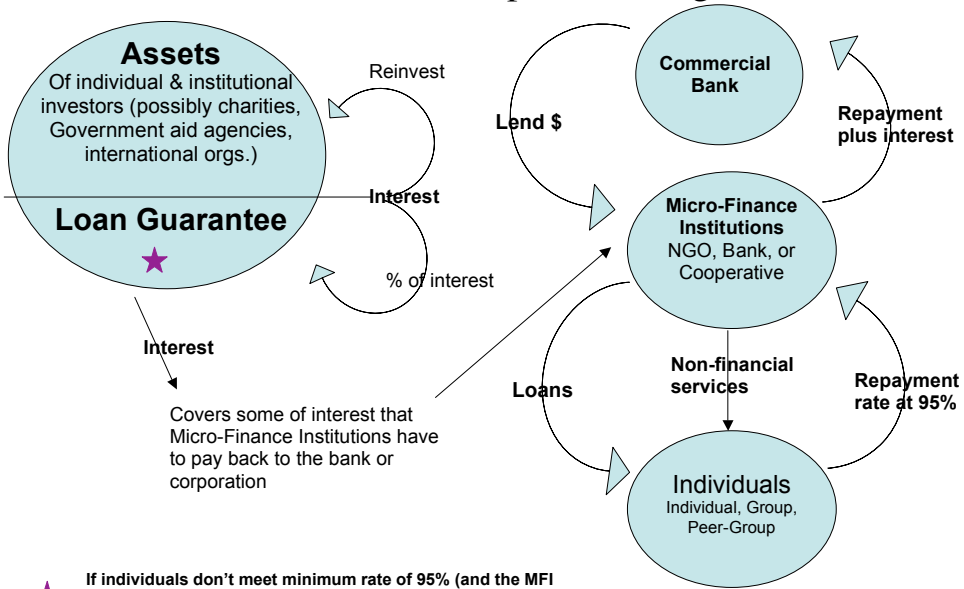 Assets
Of individual & institutional
investors (possibly charities,
Government aid agencies,
international orgs.)
Loan Guarantee
Reinvest
Interest
% of interest
Interest
Covers some of interest that
Micro-Finance Institutions have
to pay back to the bank or
corporation
Commercial
Bank
Lend $
Repayment
plus interest
Micro-Finance
Institutions
NGO, Bank, or
Cooperative
Loans
Non-financial
services
Repayment
rate at 95%
Individuals
Individual, Group,
Peer-Group
If individuals don't meet minimum rate of 95% (and the MFI